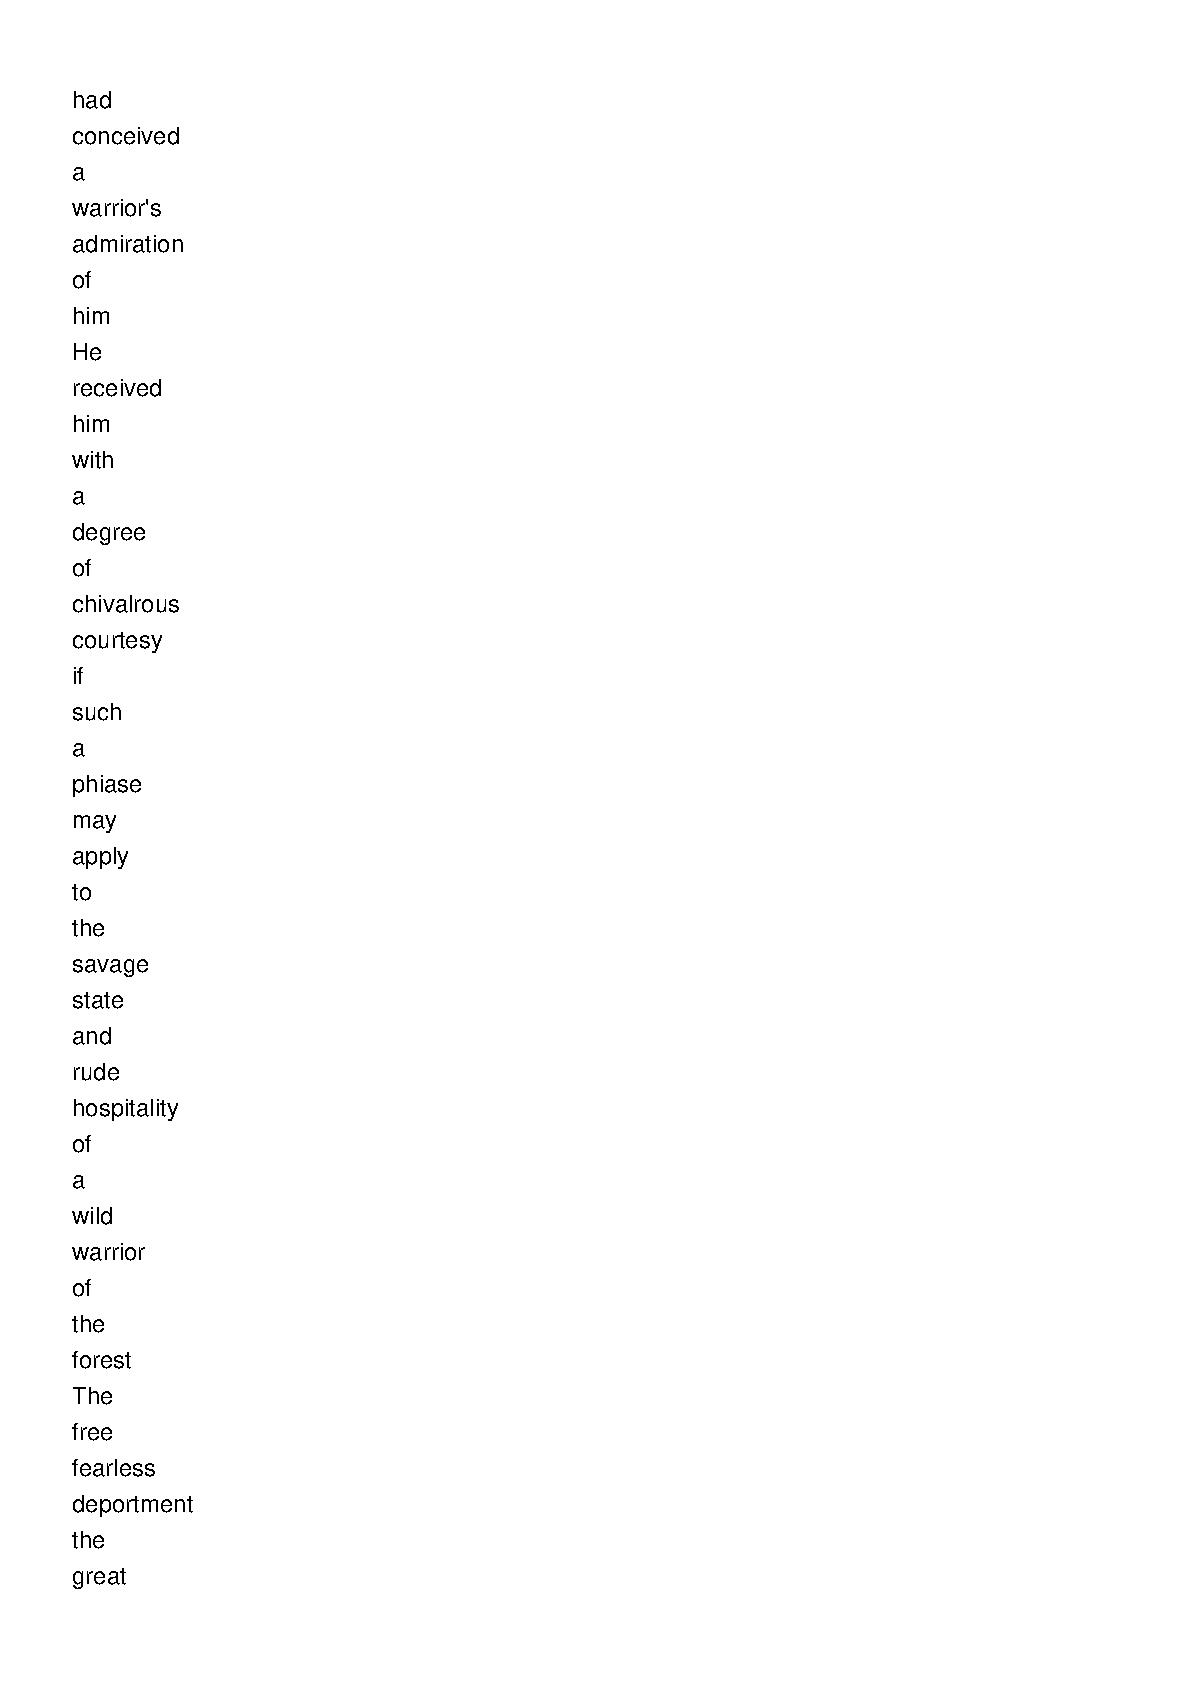 had
conceived
a
warrior's
admiration
of
him
He
received
him
with
a
degree
of
chivalrous
courtesy
if
such
a
phiase
may
apply
to
the
savage
state
and
rude
hospitality
of
a
wild
warrior
of
the
forest
The
free
fearless
deportment
the
great